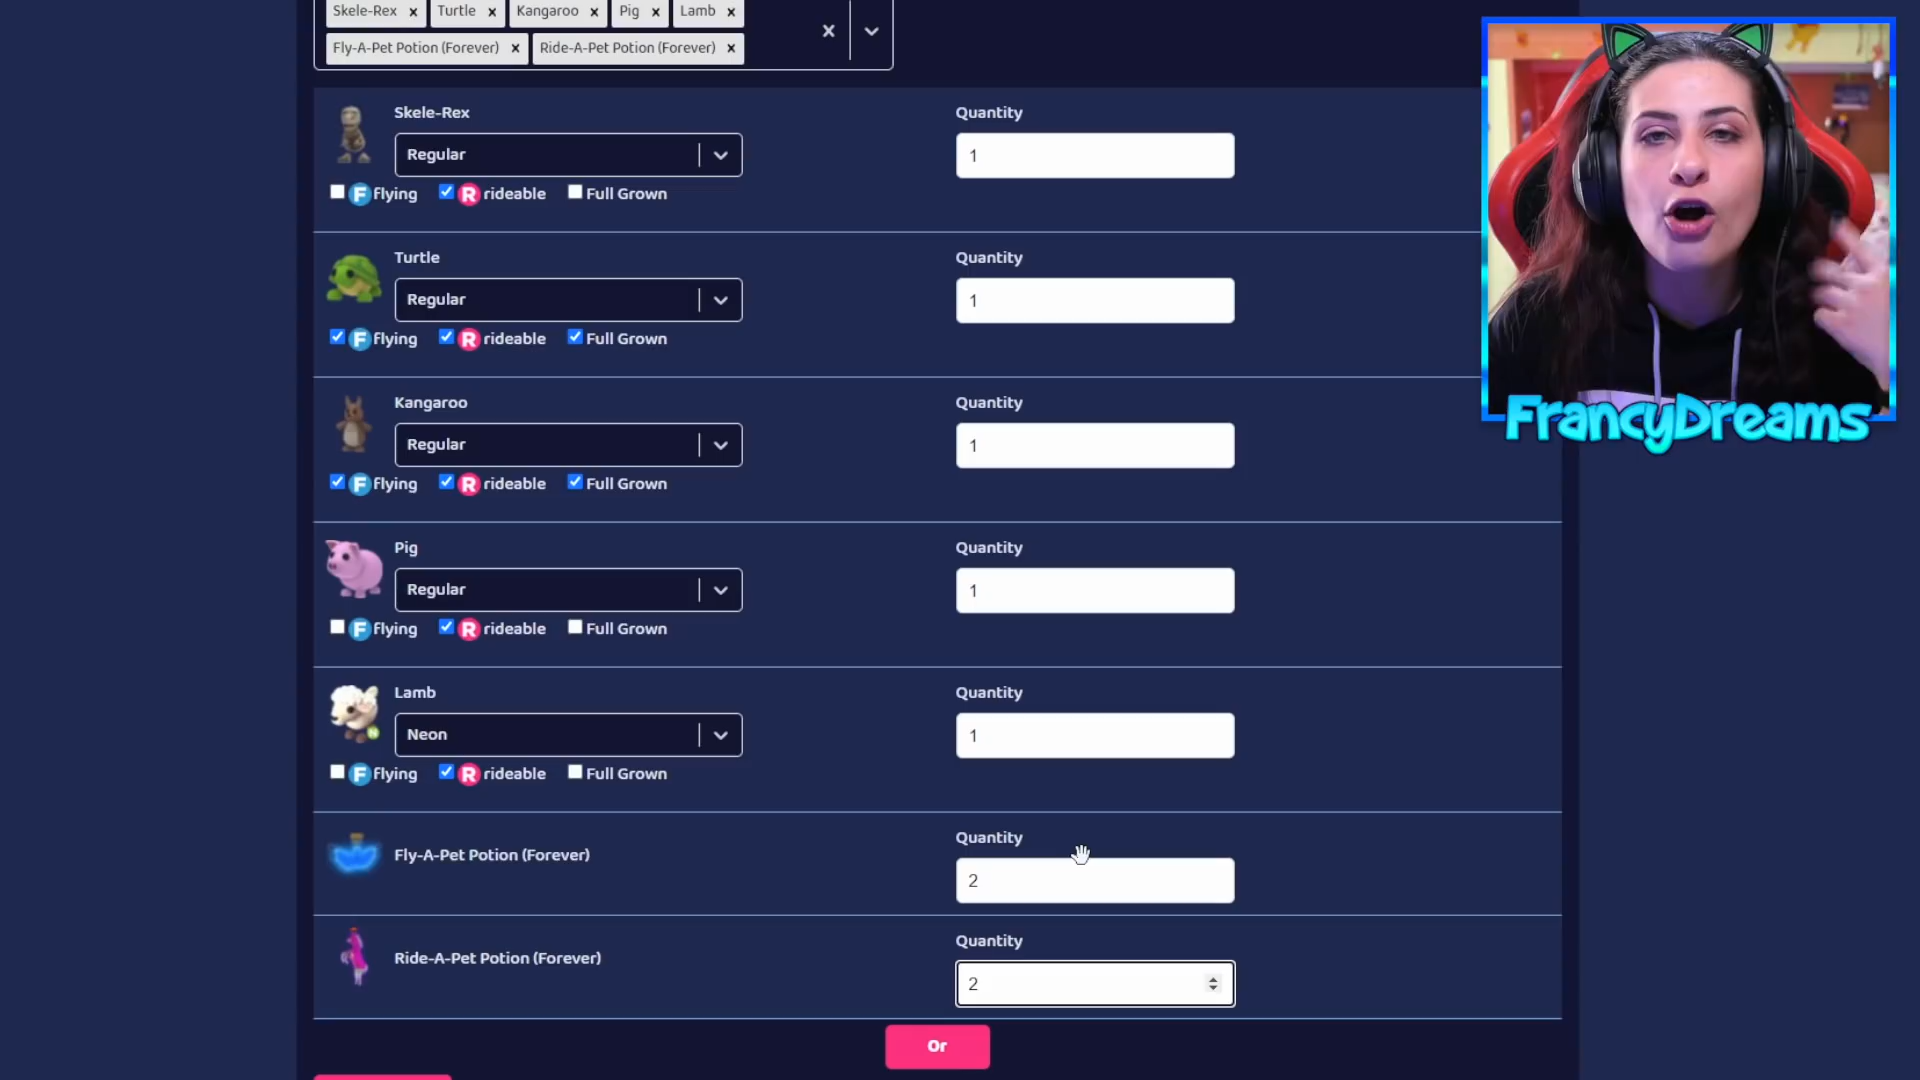 Skele-Rex × Turtle × Kangaroo × Pig × Lamb ×
Fly-A-Pet Potion (Forever) × Ride-A-Pet Potion (Forever) ×
Skele-Rex Quantity
Regular 1
F flying R rideable Full Grown
Turtle Quantity
Regular 1
F flying R rideable Full Grown
Kangaroo Quantity
Regular 1
F flying R rideable Full Grown
Pig Quantity
Regular 1
F flying R rideable Full Grown
Lamb Quantity
Neon 1
F flying R rideable Full Grown
Quantity
Fly-A-Pet Potion (Forever)
2
Quantity
Ride-A-Pet Potion (Forever)
2
Or
FrancyDreams